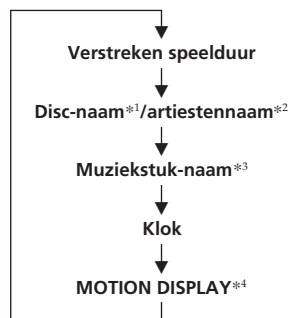 Verstreken speelduur
Disc-naam*1/artiestennaam*2
Muziekstuk-naam*3
Klok
MOTION DISPLAY*4